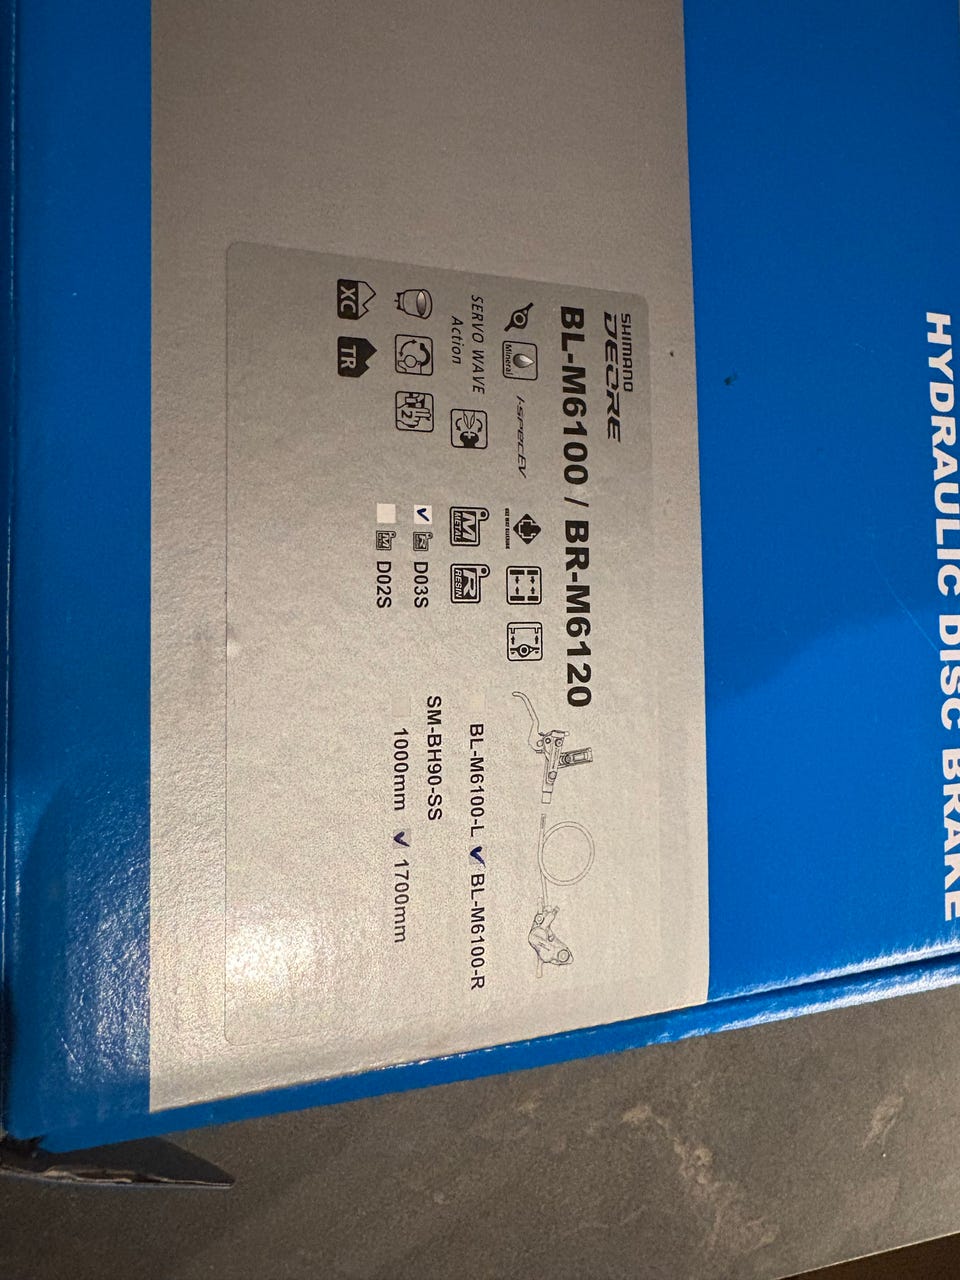 HYDRAULIC DISC BRAKE
SHIMANO
DEORE
BL-M6100 / BR-M6120
Mineral
I-SPEC EV
SERVO WAVE
Action
M
METAL
R
RESIN
2
XC
TR
R D03S
M D02S
BL-M6100-L ✔ BL-M6100-R
SM-BH90-SS
1000mm ✔ 1700mm